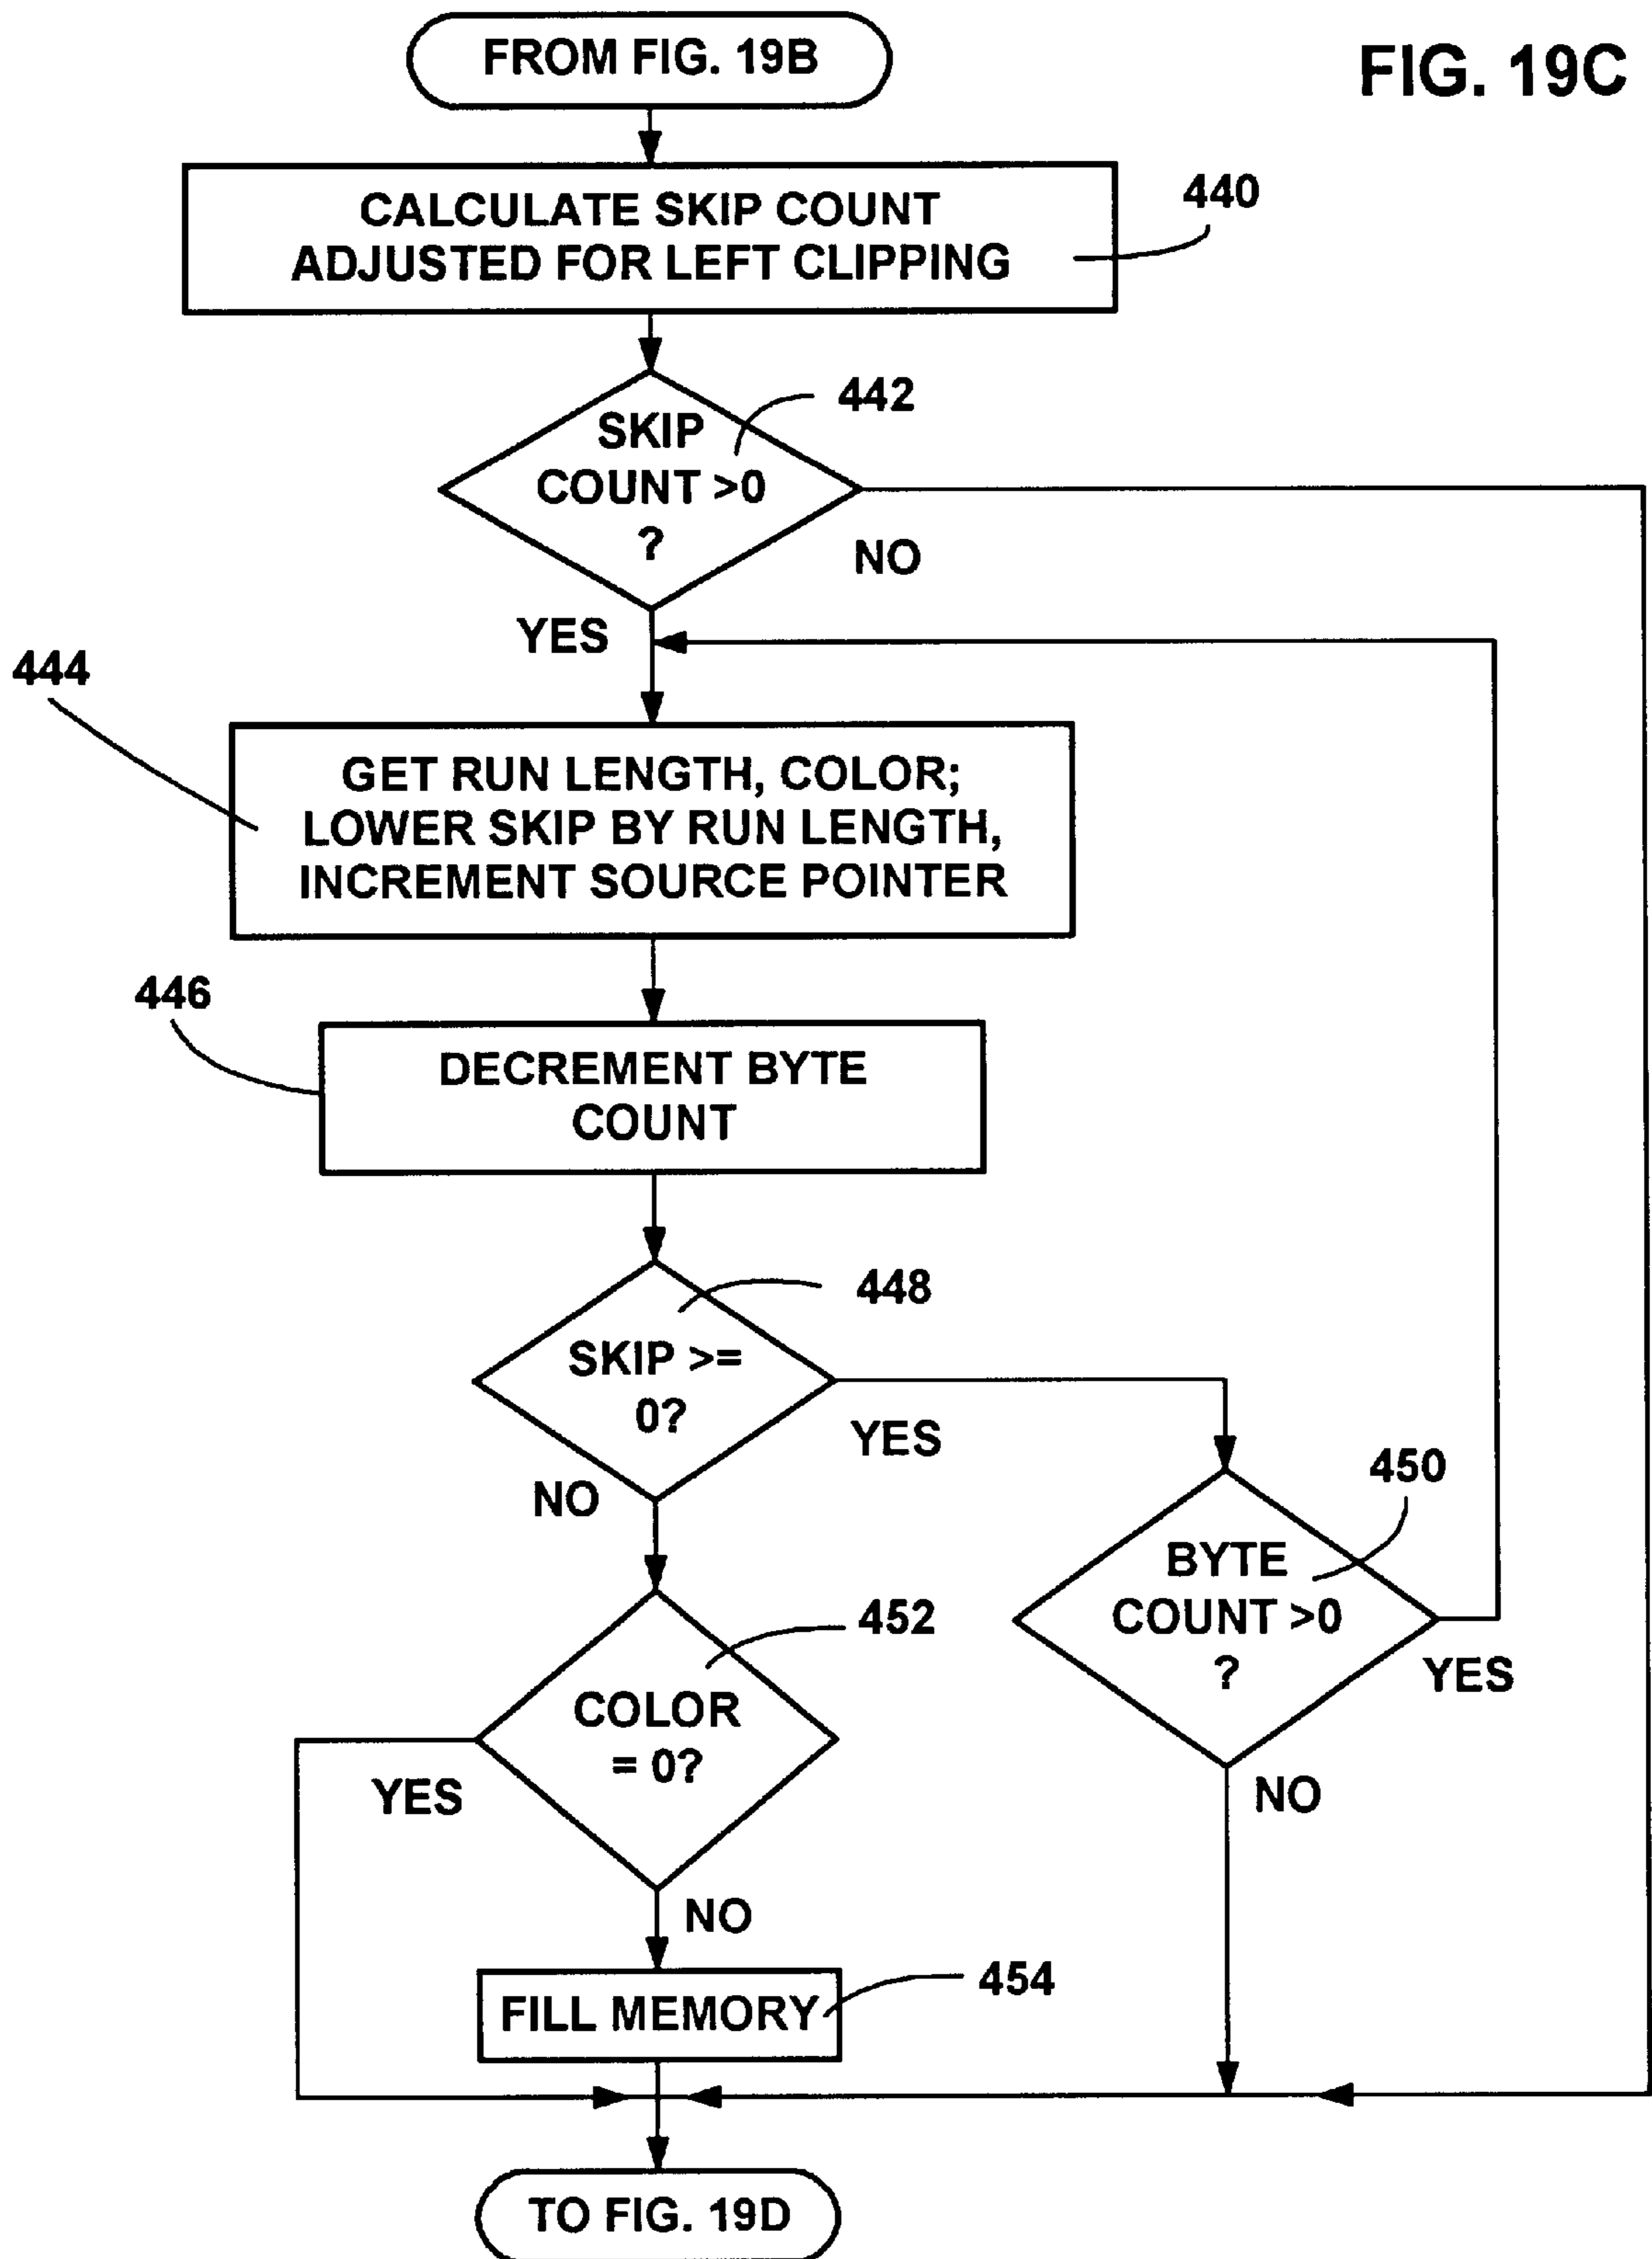 FROM FIG. 19B
FIG. 19C
CALCULATE SKIP COUNT
ADJUSTED FOR LEFT CLIPPING
440
442
SKIP
COUNT >0
?
NO
YES
444
GET RUN LENGTH, COLOR;
LOWER SKIP BY RUN LENGTH,
INCREMENT SOURCE POINTER
446
DECREMENT BYTE
COUNT
448
SKIP >=
0?
YES
NO
450
BYTE
COUNT >0
?
YES
NO
452
COLOR
= 0?
YES
NO
FILL MEMORY
454
TO FIG. 19D